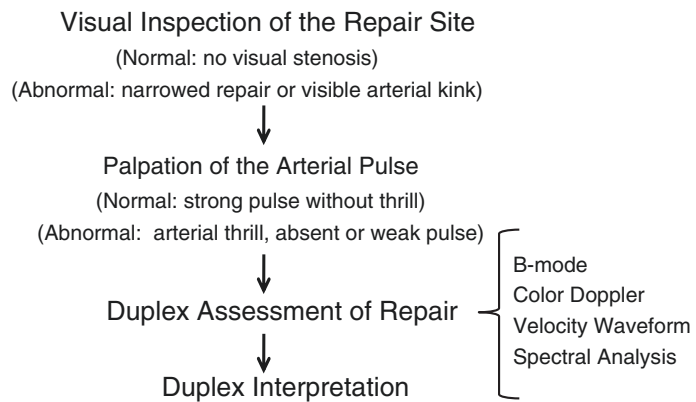 Visual Inspection of the Repair Site
(Normal: no visual stenosis)
(Abnormal: narrowed repair or visible arterial kink)
Palpation of the Arterial Pulse
(Normal: strong pulse without thrill)
(Abnormal: arterial thrill, absent or weak pulse)
Duplex Assessment of Repair
B-mode
Color Doppler
Velocity Waveform
Spectral Analysis
Duplex Interpretation